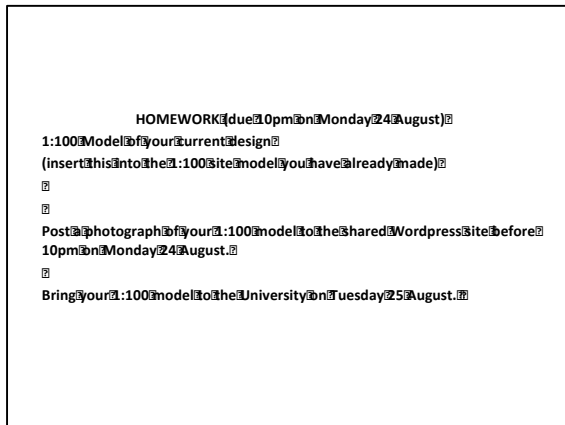 HOMEWORK (due 10pm on Monday 24 August)
1:100 Model of your current design
(insert this into the 1:100 site model you have already made)
Post a photograph of your 1:100 model to the shared Wordpress site before
10pm on Monday 24 August.
Bring your 1:100 model to the University on Tuesday 25 August.